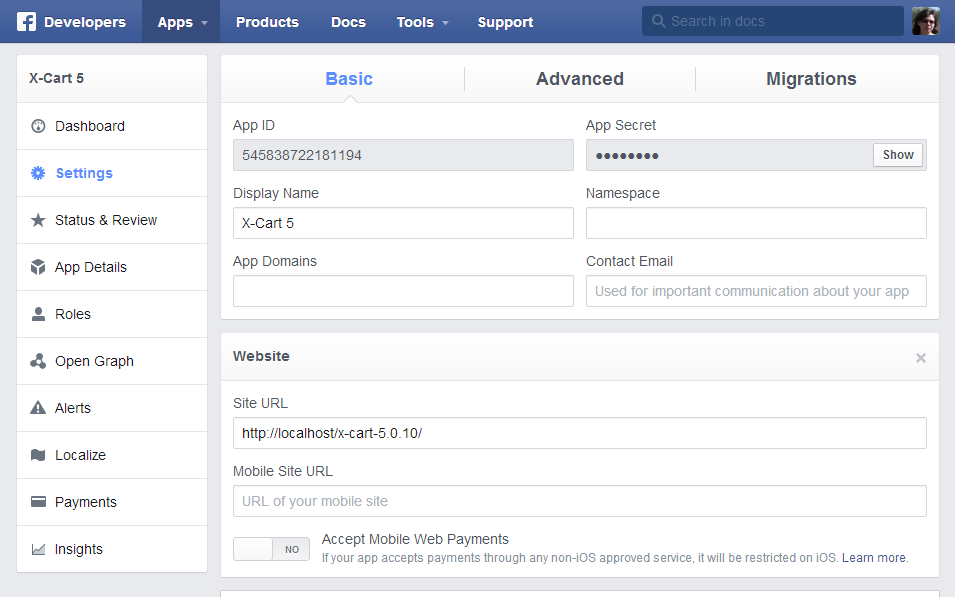 Developers Apps Products Docs Tools Support Search in docs
X-Cart 5
Dashboard
Settings
Status & Review
App Details
Roles
Open Graph
Alerts
Localize
Payments
Insights
Basic Advanced Migrations
App ID App Secret
545838722181194 ●●●●●●●● Show
Display Name Namespace
X-Cart 5
App Domains Contact Email
Used for important communication about your app
Website ×
Site URL
http://localhost/x-cart-5.0.10/
Mobile Site URL
URL of your mobile site
NO Accept Mobile Web Payments
If your app accepts payments through any non-iOS approved service, it will be restricted on iOS. Learn more.